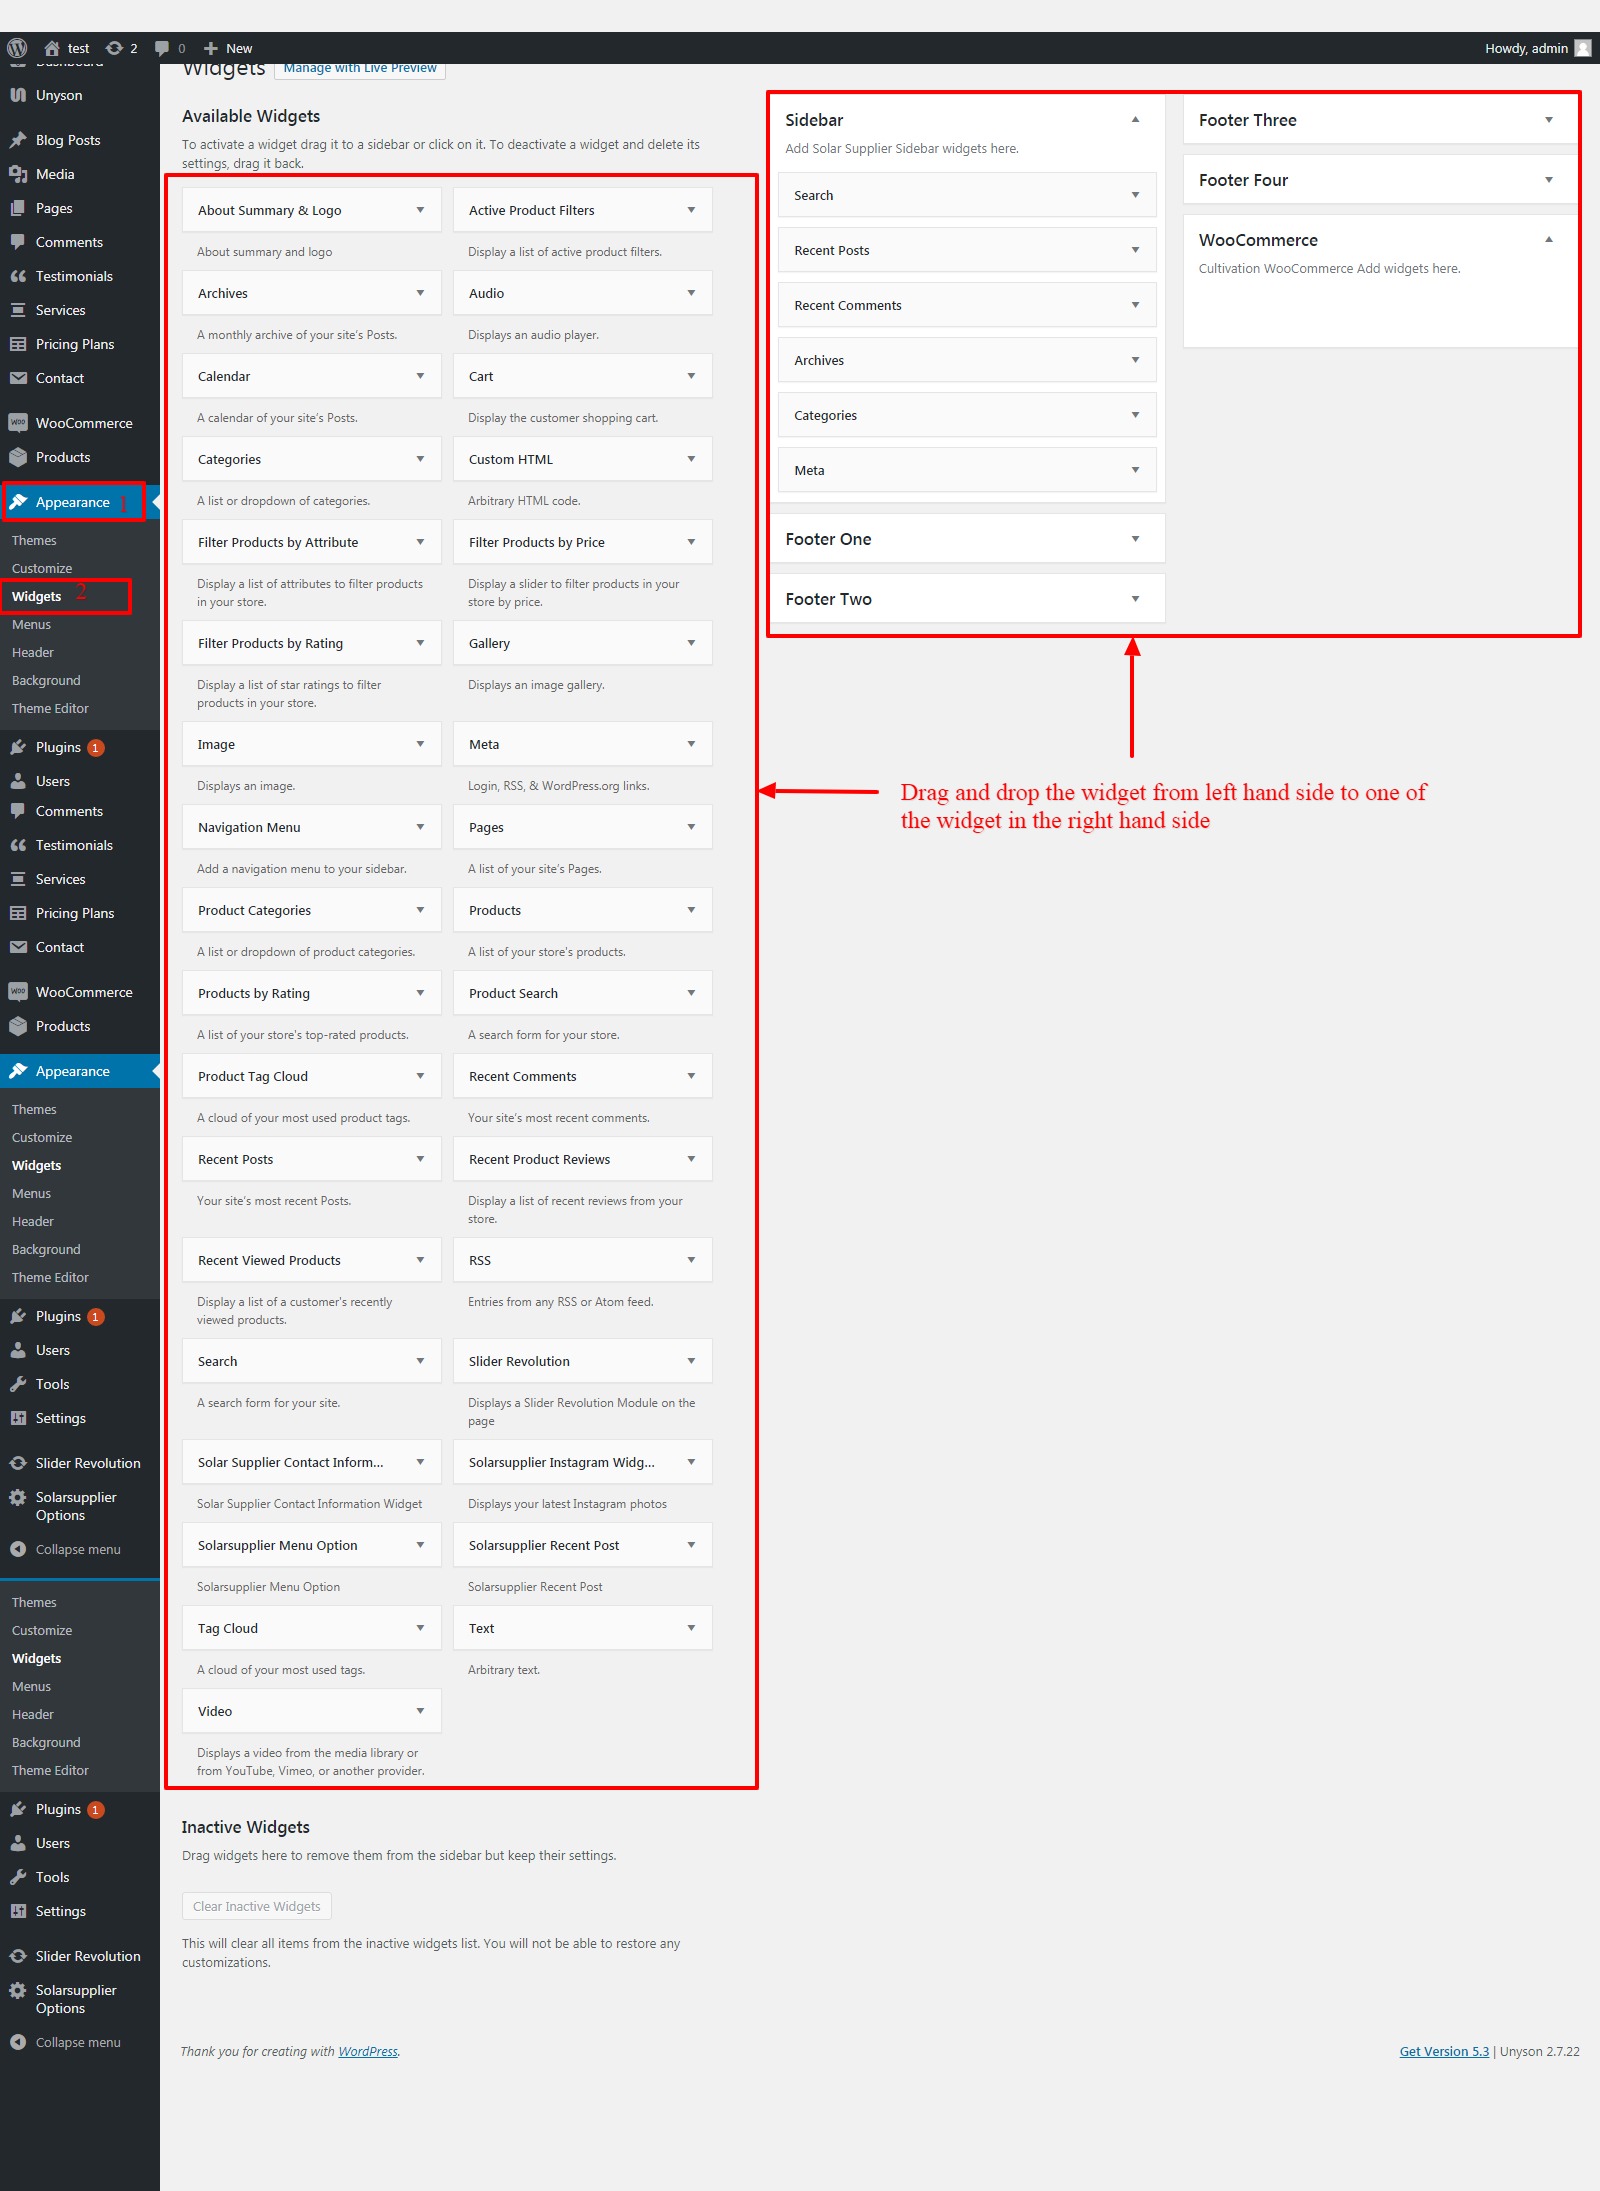 test
2
0
New
Howdy, admin
Dashboard
Unyson
Blog Posts
Media
Pages
Comments
Testimonials
Services
Pricing Plans
Contact
WooCommerce
Products
Appearance 1
Themes
Customize
Widgets 2
Menus
Header
Background
Theme Editor
Plugins 1
Users
Comments
Testimonials
Services
Pricing Plans
Contact
WooCommerce
Products
Appearance
Themes
Customize
Widgets
Menus
Header
Background
Theme Editor
Plugins 1
Users
Tools
Settings
Slider Revolution
Solarsupplier
Options
Collapse menu
Themes
Customize
Widgets
Menus
Header
Background
Theme Editor
Plugins 1
Users
Tools
Settings
Slider Revolution
Solarsupplier
Options
Collapse menu
Widgets
Manage with Live Preview
Available Widgets
To activate a widget drag it to a sidebar or click on it. To deactivate a widget and delete its
settings, drag it back.
About Summary & Logo
About summary and logo
Active Product Filters
Display a list of active product filters.
Archives
A monthly archive of your site's Posts.
Audio
Displays an audio player.
Calendar
A calendar of your site's Posts.
Cart
Display the customer shopping cart.
Categories
A list or dropdown of categories.
Custom HTML
Arbitrary HTML code.
Filter Products by Attribute
Display a list of attributes to filter products
in your store.
Filter Products by Price
Display a slider to filter products in your
store by price.
Filter Products by Rating
Display a list of star ratings to filter
products in your store.
Gallery
Displays an image gallery.
Image
Displays an image.
Meta
Login, RSS, & WordPress.org links.
Navigation Menu
Add a navigation menu to your sidebar.
Pages
A list of your site's Pages.
Product Categories
A list or dropdown of product categories.
Products
A list of your store's products.
Products by Rating
A list of your store's top-rated products.
Product Search
A search form for your store.
Product Tag Cloud
A cloud of your most used product tags.
Recent Comments
Your site's most recent comments.
Recent Posts
Your site's most recent Posts.
Recent Product Reviews
Display a list of recent reviews from your
store.
Recent Viewed Products
Display a list of a customer's recently
viewed products.
RSS
Entries from any RSS or Atom feed.
Search
A search form for your site.
Slider Revolution
Displays a Slider Revolution Module on the
page
Solar Supplier Contact Inform...
Solar Supplier Contact Information Widget
Solarsupplier Instagram Widg...
Displays your latest Instagram photos
Solarsupplier Menu Option
Solarsupplier Menu Option
Solarsupplier Recent Post
Solarsupplier Recent Post
Tag Cloud
A cloud of your most used tags.
Text
Arbitrary text.
Video
Displays a video from the media library or
from YouTube, Vimeo, or another provider.
Inactive Widgets
Drag widgets here to remove them from the sidebar but keep their settings.
Clear Inactive Widgets
This will clear all items from the inactive widgets list. You will not be able to restore any
customizations.
Sidebar
Add Solar Supplier Sidebar widgets here.
Search
Recent Posts
Recent Comments
Archives
Categories
Meta
Footer One
Footer Two
Footer Three
Footer Four
WooCommerce
Cultivation WooCommerce Add widgets here.
Drag and drop the widget from left hand side to one of
the widget in the right hand side
Thank you for creating with WordPress.
Get Version 5.3 | Unyson 2.7.22